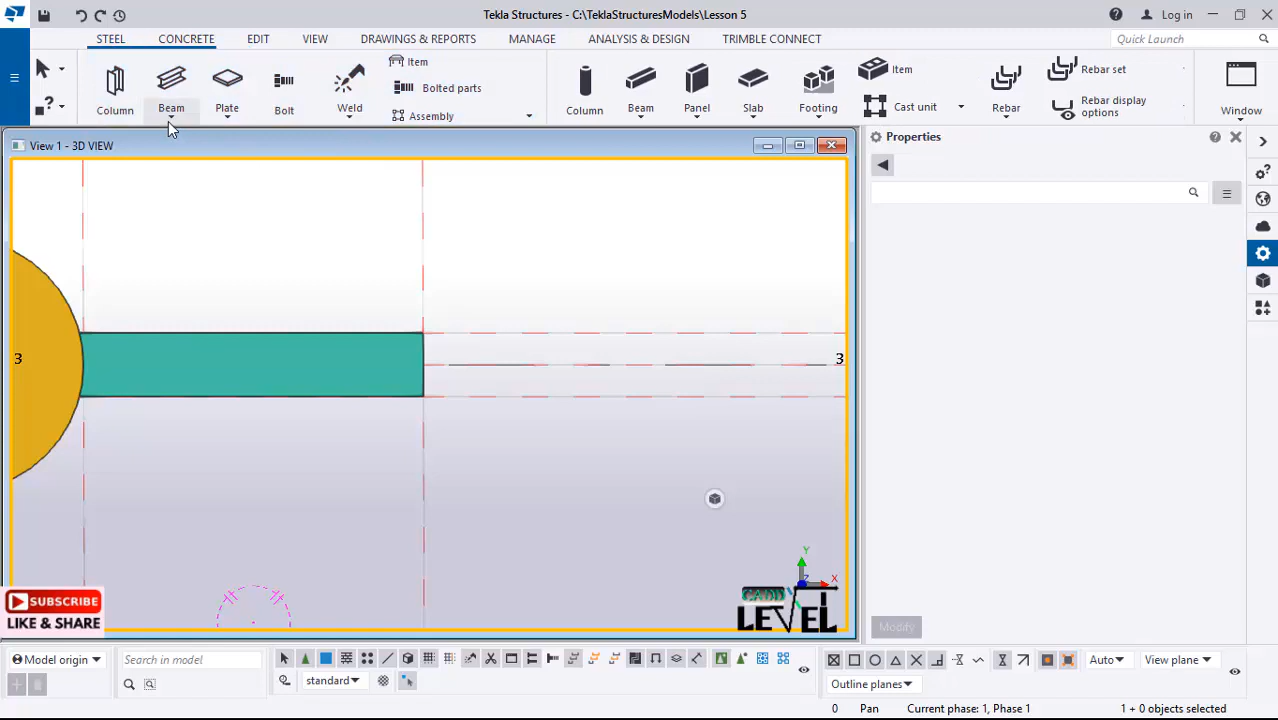 Tekla Structures - C:\TeklaStructuresModels\Lesson 5
Log in
STEEL CONCRETE EDIT VIEW DRAWINGS & REPORTS MANAGE ANALYSIS & DESIGN TRIMBLE CONNECT Quick Launch
Column Beam Plate Bolt Weld
Item
Bolted parts
Assembly
Column Beam Panel Slab Footing
Item
Cast unit
Rebar
Rebar set
Rebar display options
Window
View 1 - 3D VIEW
Properties
3 3
Y
X
Z
SUBSCRIBE
LIKE & SHARE
CADD
LEVEL
Modify
Model origin
Search in model
standard
Auto
View plane
Outline planes
0 Pan Current phase: 1, Phase 1 1 + 0 objects selected